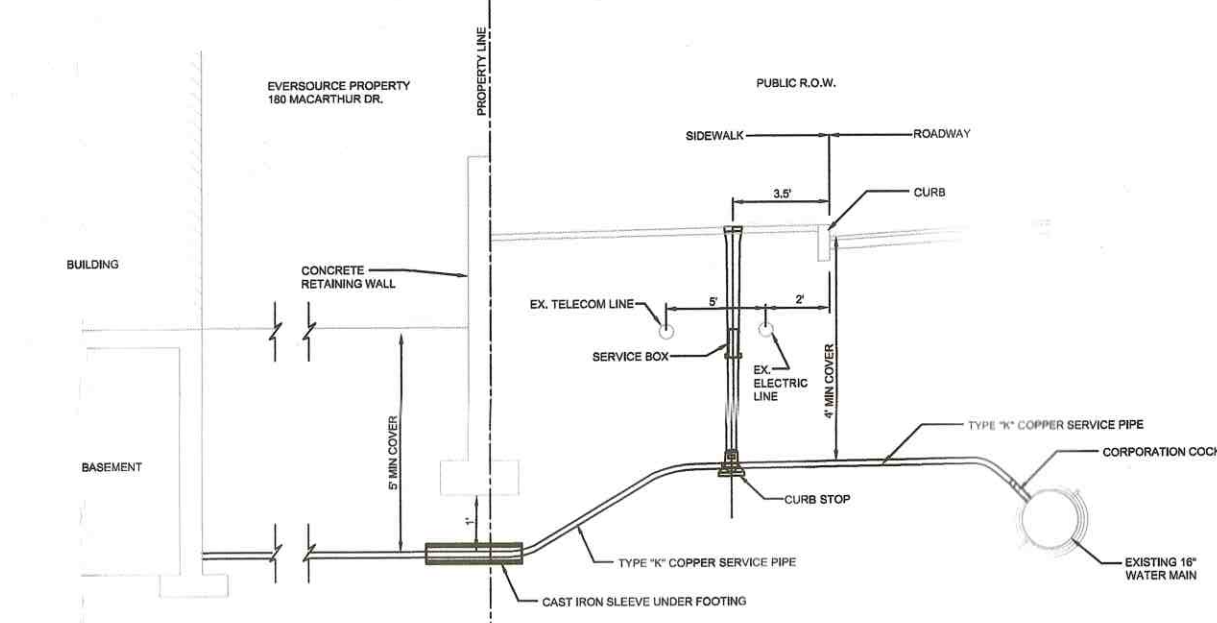 PROPERTY LINE
EVERSOURCE PROPERTY
180 MACARTHUR DR.
PUBLIC R.O.W.
SIDEWALK
ROADWAY
3.5'
CURB
BUILDING
CONCRETE
RETAINING WALL
EX. TELECOM LINE
5'
2'
SERVICE BOX
EX.
ELECTRIC
LINE
4' MIN COVER
5' MIN COVER
TYPE "K" COPPER SERVICE PIPE
CORPORATION COCK
BASEMENT
CURB STOP
1'
TYPE "K" COPPER SERVICE PIPE
EXISTING 16"
WATER MAIN
CAST IRON SLEEVE UNDER FOOTING